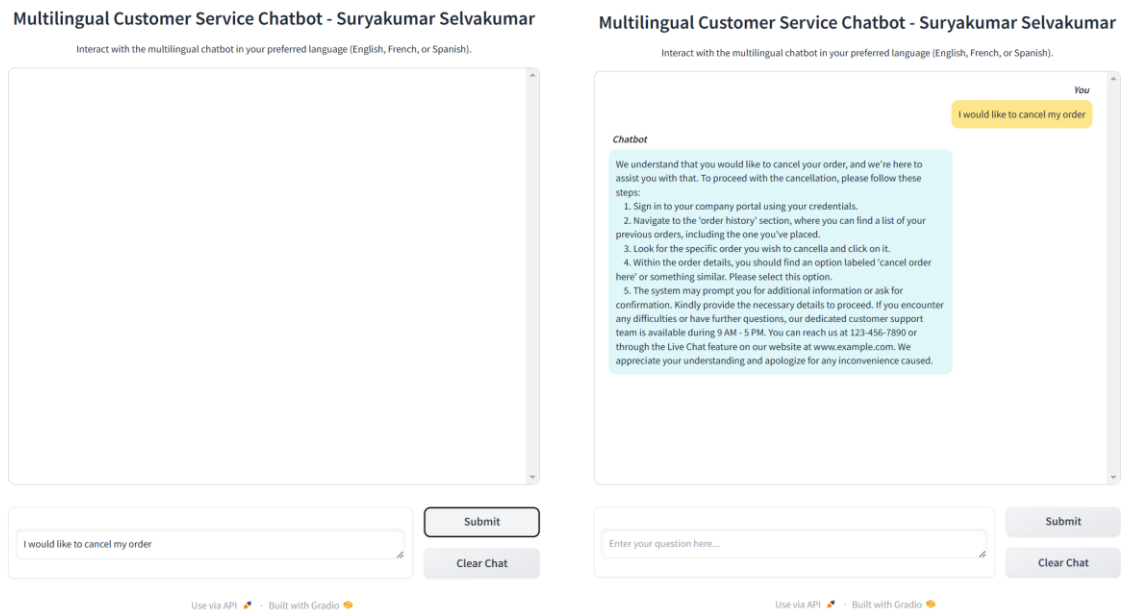 Multilingual Customer Service Chatbot - Suryakumar Selvakumar
Interact with the multilingual chatbot in your preferred language (English, French, or Spanish).
I would like to cancel my order
Submit
Clear Chat
Use via API · Built with Gradio
Multilingual Customer Service Chatbot - Suryakumar Selvakumar
Interact with the multilingual chatbot in your preferred language (English, French, or Spanish).
You
I would like to cancel my order
Chatbot
We understand that you would like to cancel your order, and we're here to
assist you with that. To proceed with the cancellation, please follow these
steps:
1. Sign in to your company portal using your credentials.
2. Navigate to the 'order history' section, where you can find a list of your
previous orders, including the one you've placed.
3. Look for the specific order you wish to cancella and click on it.
4. Within the order details, you should find an option labeled 'cancel order
here' or something similar. Please select this option.
5. The system may prompt you for additional information or ask for
confirmation. Kindly provide the necessary details to proceed. If you encounter
any difficulties or have further questions, our dedicated customer support
team is available during 9 AM - 5 PM. You can reach us at 123-456-7890 or
through the Live Chat feature on our website at www.example.com. We
appreciate your understanding and apologize for any inconvenience caused.
Enter your question here...
Submit
Clear Chat
Use via API · Built with Gradio